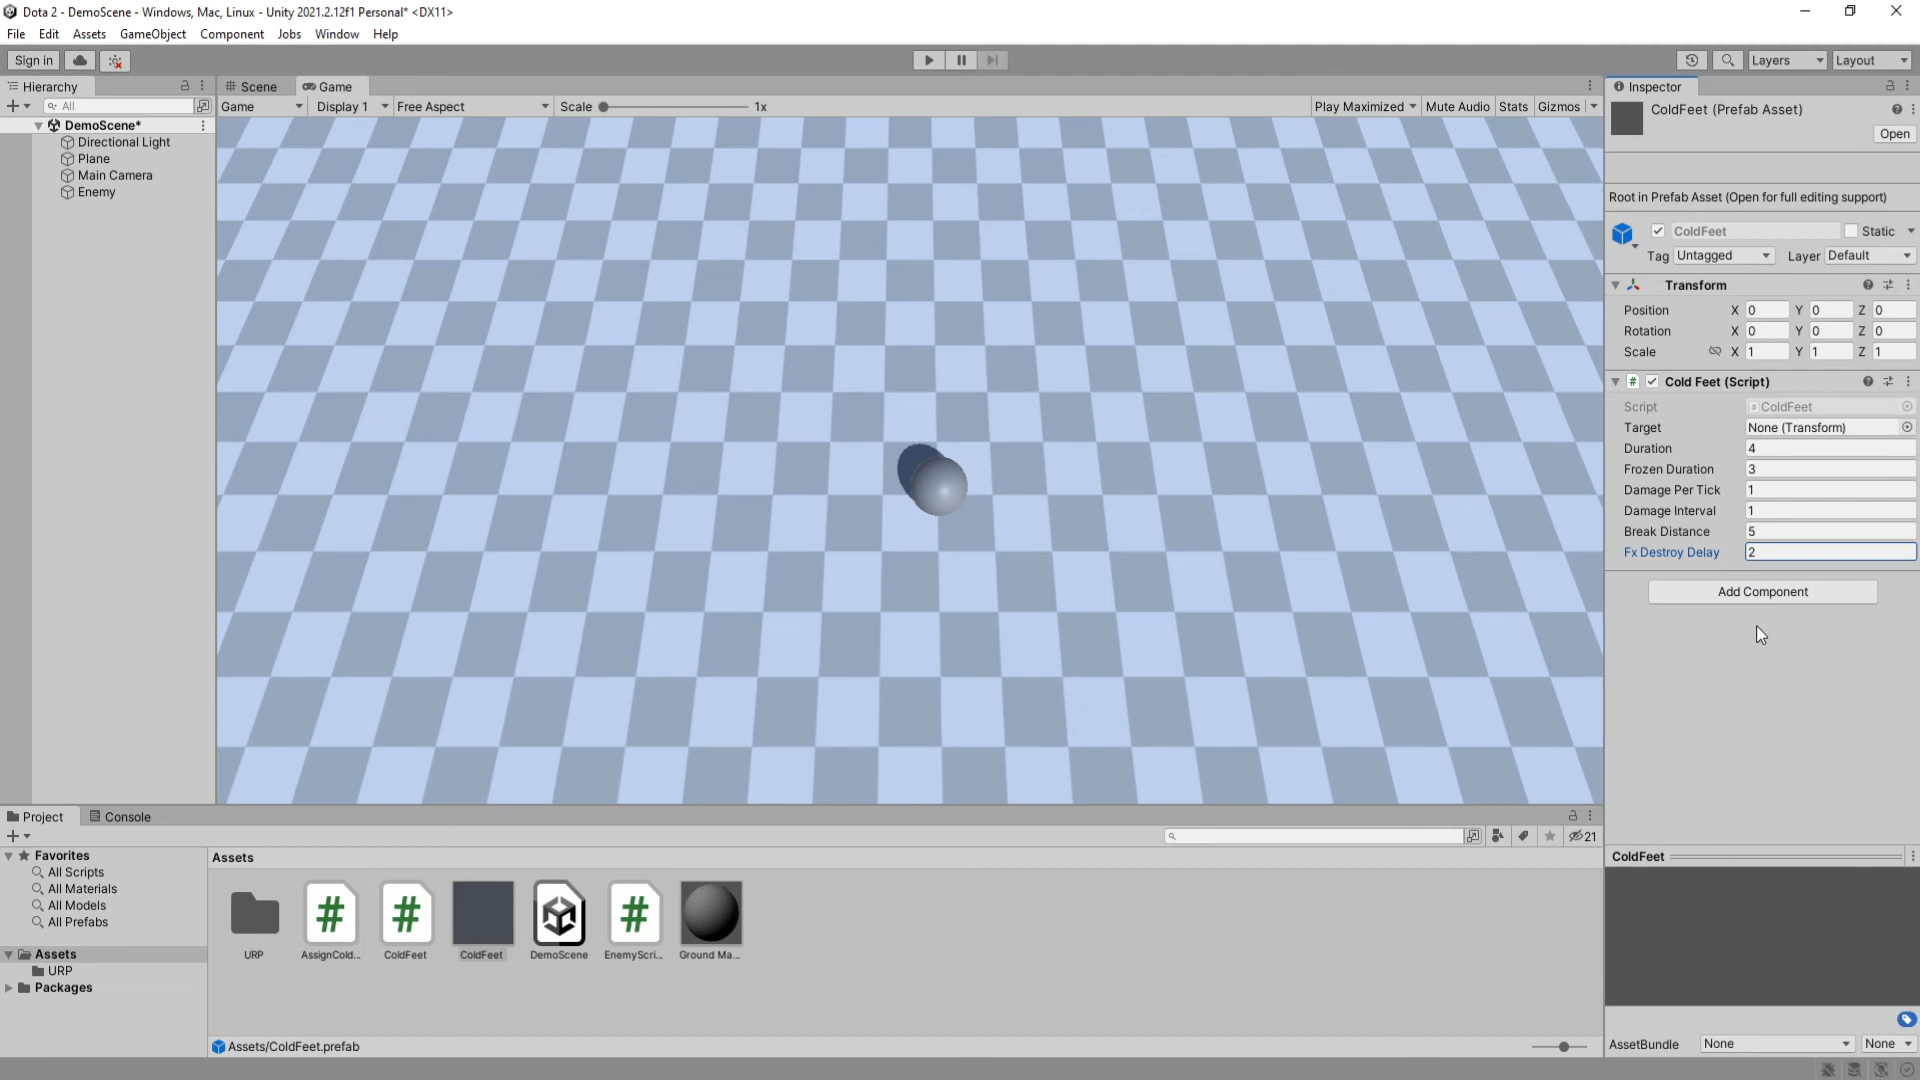 Dota 2 - DemoScene - Windows, Mac, Linux - Unity 2021.2.12f1 Personal* <DX11>
File Edit Assets GameObject Component Jobs Window Help
Sign in
Layers
Layout
Hierarchy
Scene
Game
Inspector
All
Game
Display 1
Free Aspect
Scale
1x
Play Maximized
Mute Audio
Stats
Gizmos
DemoScene*
Directional Light
Plane
Main Camera
Enemy
ColdFeet (Prefab Asset)
Open
Root in Prefab Asset (Open for full editing support)
ColdFeet
Static
Tag Untagged
Layer Default
Transform
Position X 0 Y 0 Z 0
Rotation X 0 Y 0 Z 0
Scale X 1 Y 1 Z 1
# Cold Feet (Script)
Script # ColdFeet
Target None (Transform)
Duration 4
Frozen Duration 3
Damage Per Tick 1
Damage Interval 1
Break Distance 5
Fx Destroy Delay 2
Add Component
Project
Console
21
Favorites
All Scripts
All Materials
All Models
All Prefabs
Assets
URP
Packages
Assets
# # #
URP
AssignCold...
ColdFeet
ColdFeet
DemoScene
EnemyScri...
Ground Ma...
Assets/ColdFeet.prefab
ColdFeet
AssetBundle None None